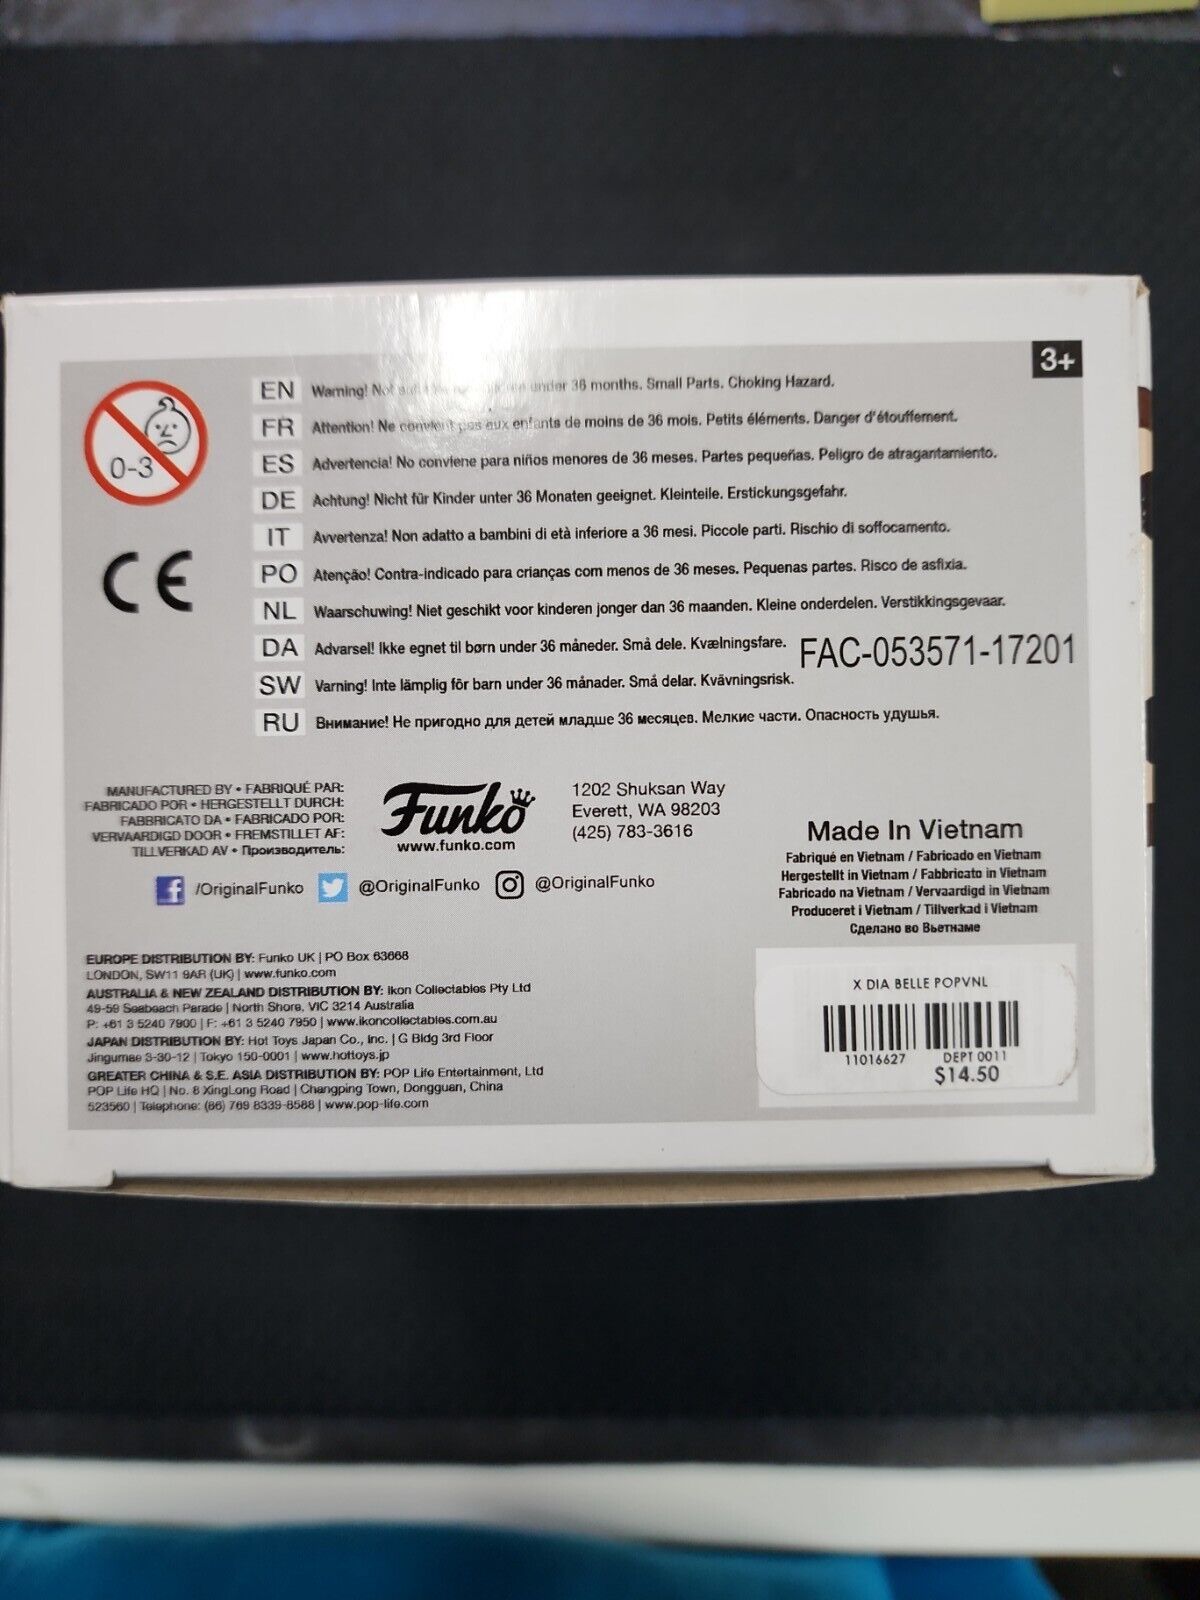 3+
0-3
EN Warning! Not under 36 months. Small Parts. Choking Hazard.
FR Attention! Ne convient pas aux enfants de moins de 36 mois. Petits éléments. Danger d'étouffement.
ES Advertencia! No conviene para niños menores de 36 meses. Partes pequeñas. Peligro de atragantamiento.
DE Achtung! Nicht für Kinder unter 36 Monaten geeignet. Kleinteile. Erstickungsgefahr.
IT Avvertenza! Non adatto a bambini di età inferiore a 36 mesi. Piccole parti. Rischio di soffocamento.
PO Atenção! Contra-indicado para crianças com menos de 36 meses. Pequenas partes. Risco de asfixia.
NL Waarschuwing! Niet geschikt voor kinderen jonger dan 36 maanden. Kleine onderdelen. Verstikkingsgevaar.
DA Advarsel! Ikke egnet til børn under 36 måneder. Små dele. Kvælningsfare.
FAC-053571-17201
SW Varning! Inte lämplig för barn under 36 månader. Små delar. Kvävningsrisk.
RU Внимание! Не пригодно для детей младше 36 месяцев. Мелкие части. Опасность удушья.
CE
MANUFACTURED BY • FABRIQUÉ PAR:
FABRICADO POR • HERGESTELLT DURCH:
FABBRICATO DA • FABRICADO POR:
VERVAARDIGD DOOR • FREMSTILLET AF:
TILLVERKAD AV • Производитель:
Funko
www.funko.com
1202 Shuksan Way
Everett, WA 98203
(425) 783-3616
/OriginalFunko @OriginalFunko @OriginalFunko
Made In Vietnam
Fabriqué en Vietnam / Fabricado en Vietnam
Hergestellt in Vietnam / Fabbricato in Vietnam
Fabricado na Vietnam / Vervaardigd in Vietnam
Produceret i Vietnam / Tillverkad i Vietnam
Сделано во Вьетнаме
EUROPE DISTRIBUTION BY: Funko UK | PO Box 63668
LONDON, SW11 9AR (UK) | www.funko.com
AUSTRALIA & NEW ZEALAND DISTRIBUTION BY: Ikon Collectables Pty Ltd
49-59 Seabeach Parade | North Shore, VIC 3214 Australia
P: +61 3 5240 7900 | F: +61 3 5240 7950 | www.ikoncollectables.com.au
JAPAN DISTRIBUTION BY: Hot Toys Japan Co., Inc. | G Bldg 3rd Floor
Jingumae 3-30-12 | Tokyo 150-0001 | www.hottoys.jp
GREATER CHINA & S.E. ASIA DISTRIBUTION BY: POP Life Entertainment, Ltd
POP Life HQ | No. 8 XingLong Road | Changping Town, Dongguan, China
523560 | Telephone: (86) 769 8339-8588 | www.pop-life.com
X DIA BELLE POPVNL
11016627 DEPT 0011
$14.50